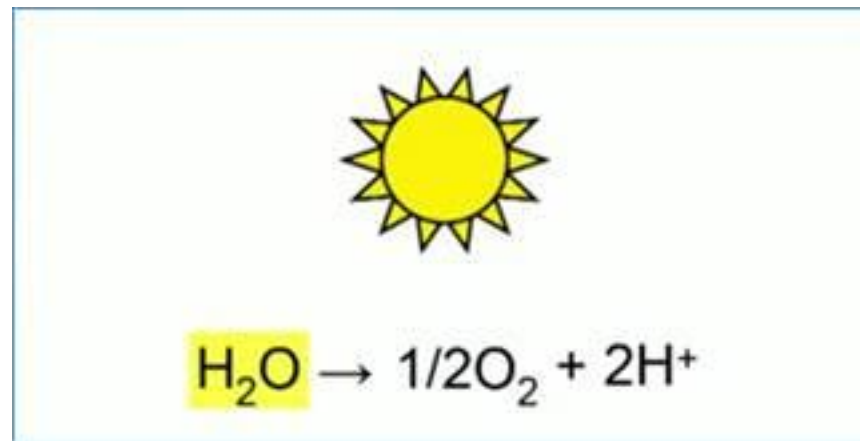 H₂O → 1/2O₂ + 2H⁺